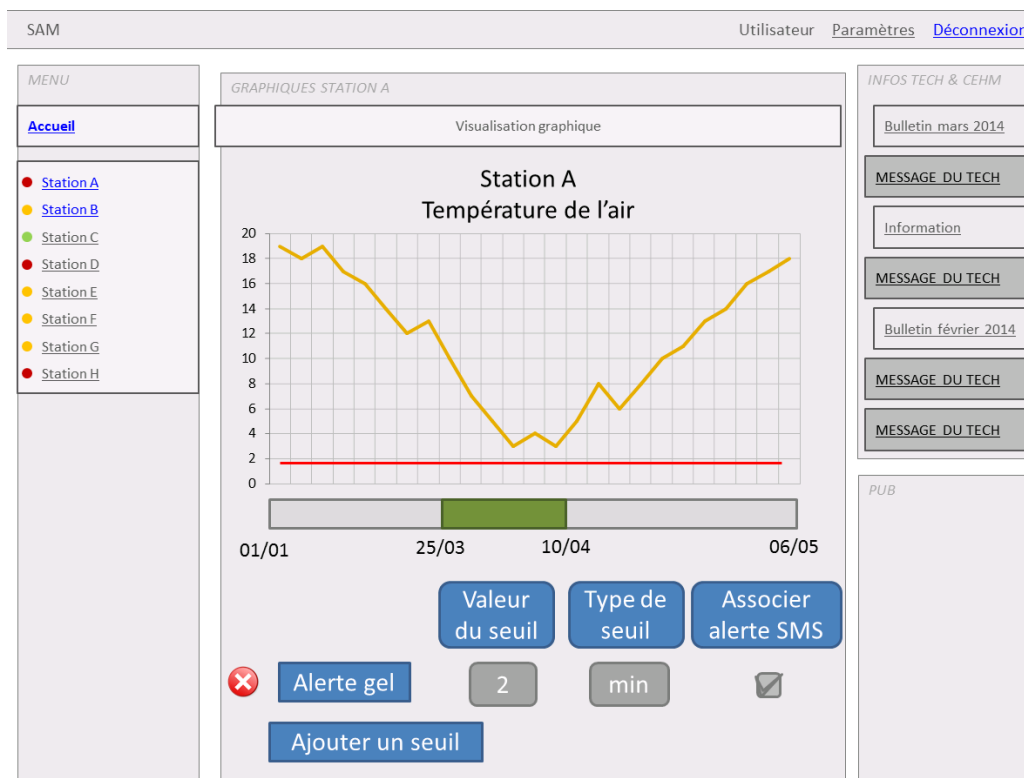 SAM
Utilisateur Paramètres Déconnexion
MENU
Accueil
Station A
Station B
Station C
Station D
Station E
Station F
Station G
Station H
GRAPHIQUES STATION A
Visualisation graphique
Station A
Température de l'air
20
18
16
14
12
10
8
6
4
2
0
01/01 25/03 10/04 06/05
Valeur
du seuil
Type de
seuil
Associer
alerte SMS
Alerte gel 2 min
Ajouter un seuil
INFOS TECH & CEHM
Bulletin mars 2014
MESSAGE DU TECH
Information
MESSAGE DU TECH
Bulletin février 2014
MESSAGE DU TECH
MESSAGE DU TECH
PUB